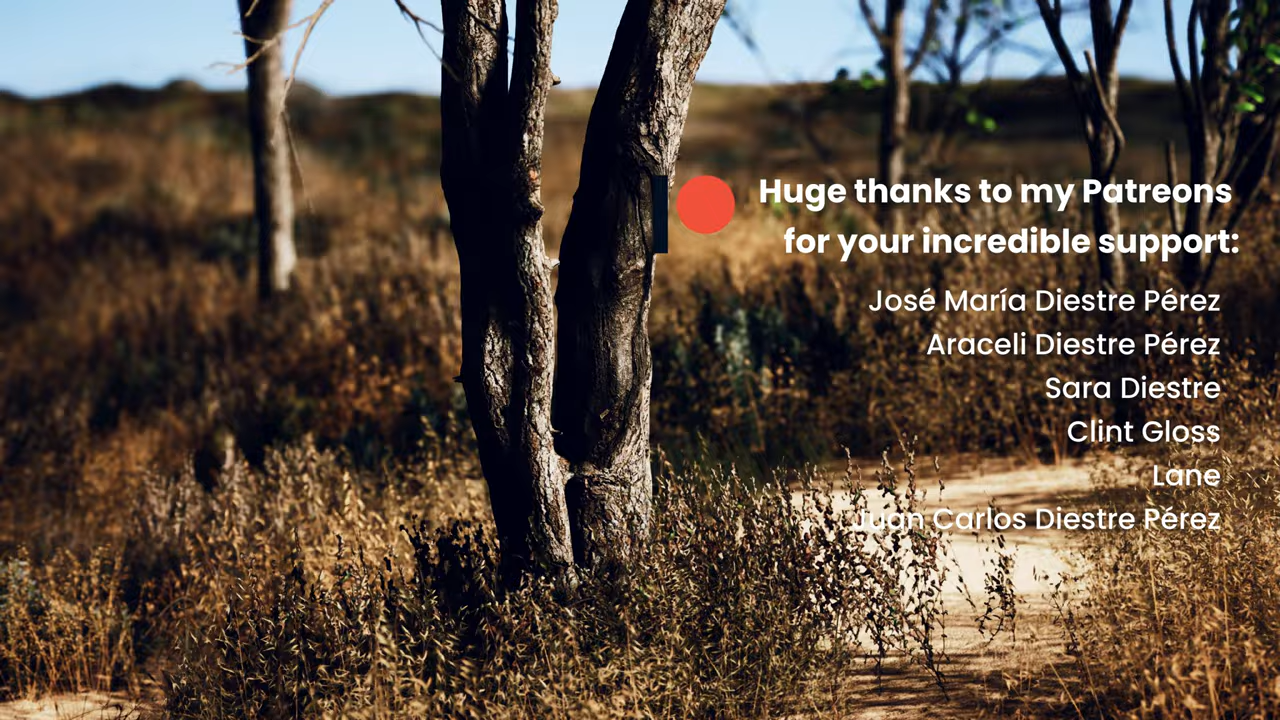 Huge thanks to my Patreons
for your incredible support:
José María Diestre Pérez
Araceli Diestre Pérez
Sara Diestre
Clint Gloss
Lane
Juan Carlos Diestre Pérez